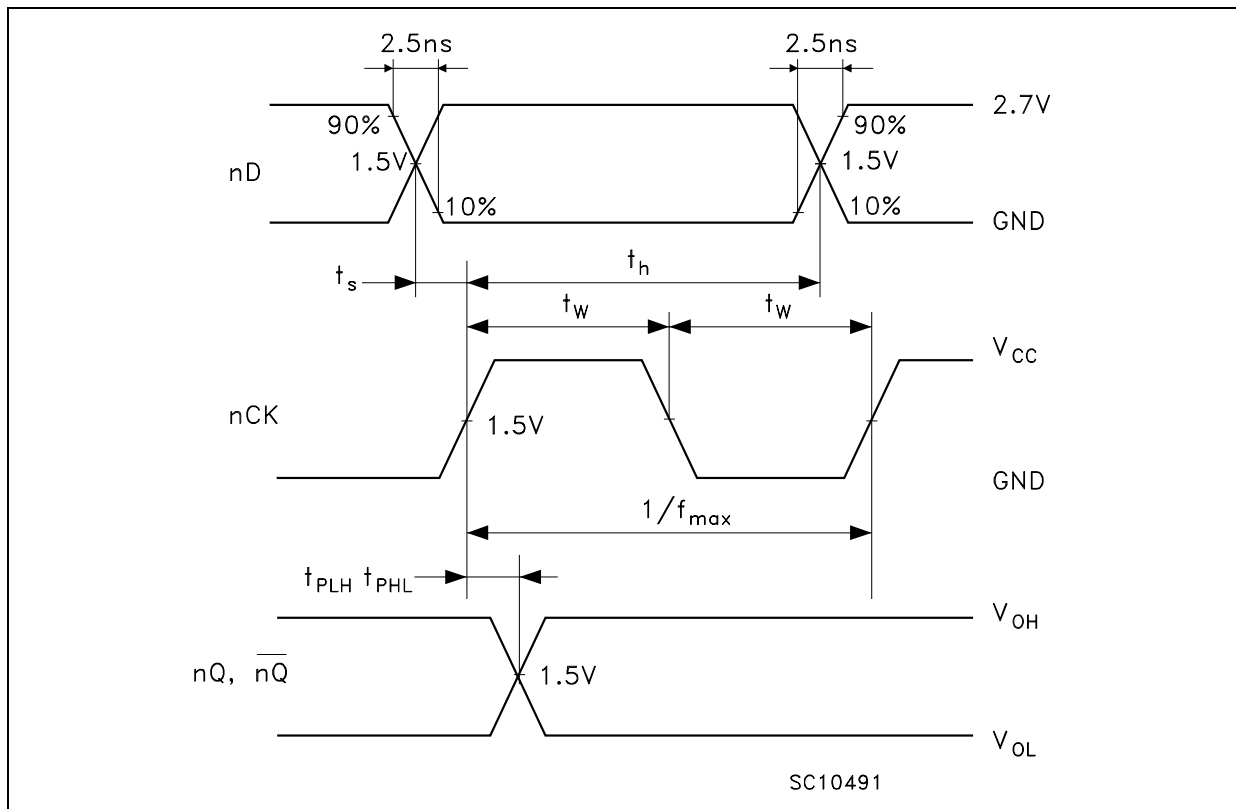 2.5ns 2.5ns
2.7V
90% 90%
nD 1.5V 1.5V
10% 10%
GND
t_s t_h
t_W t_W
V_CC
nCK 1.5V
GND
1/f_max
t_PLH t_PHL
V_OH
nQ, n̅Q̅ 1.5V
V_OL
SC10491